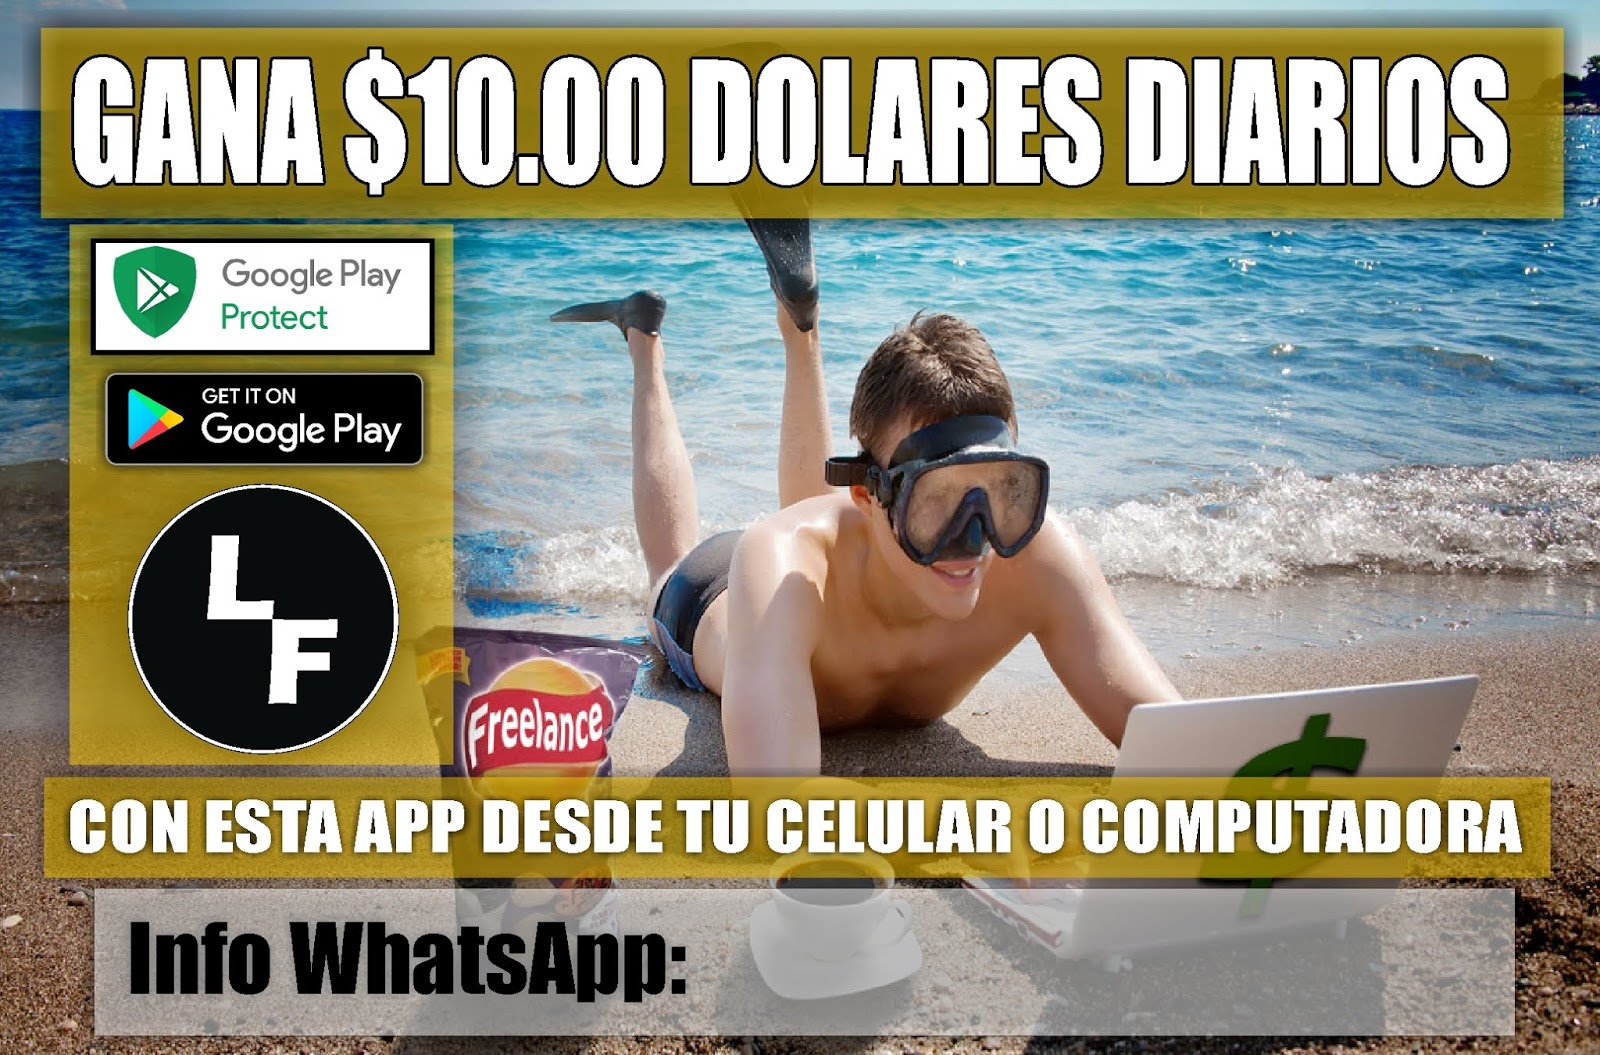 GANA $10.00 DOLARES DIARIOS
Google Play
Protect
GET IT ON
Google Play
L
F
Freelance
$
CON ESTA APP DESDE TU CELULAR O COMPUTADORA
Info WhatsApp: